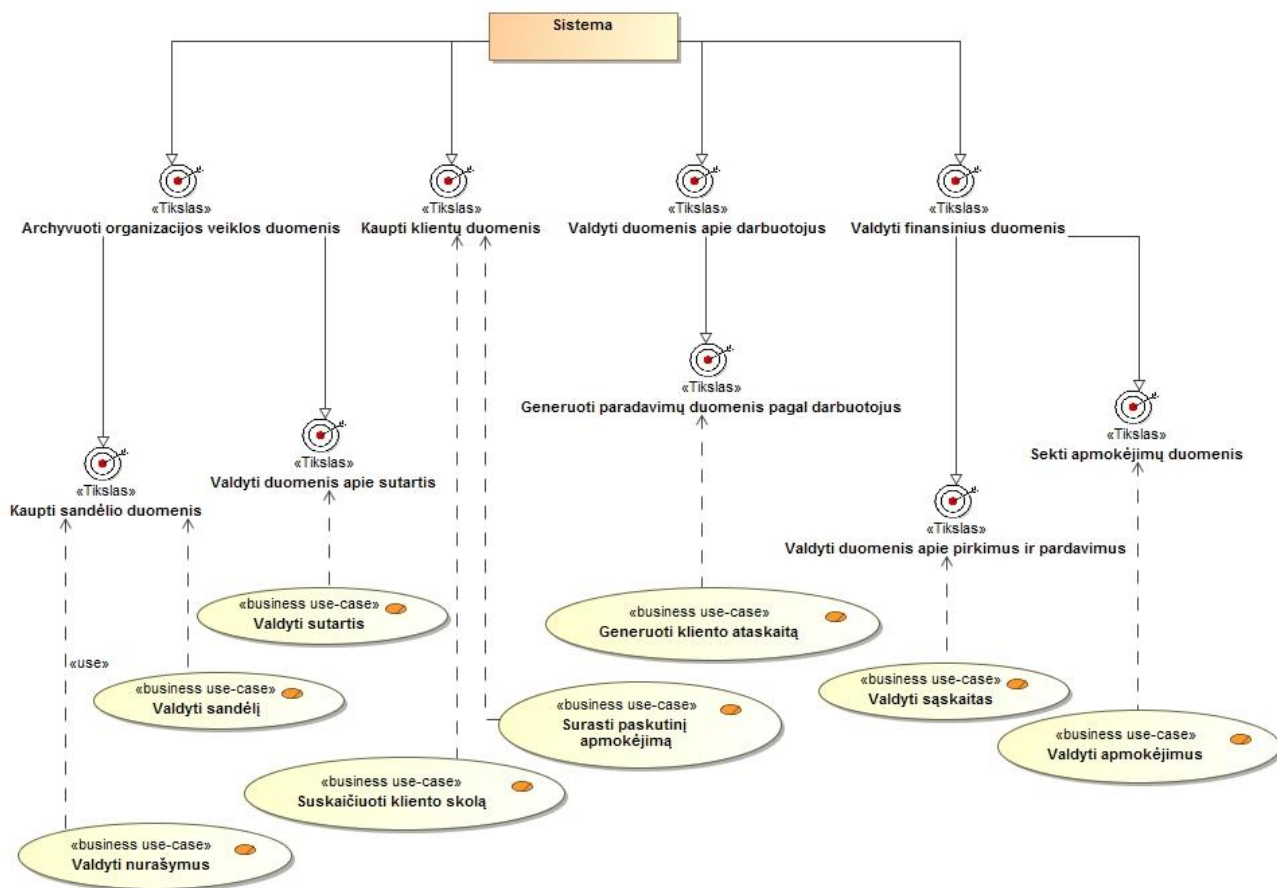 Sistema
«Tikslas»
Archyvuoti organizacijos veiklos duomenis
«Tikslas»
Kaupti klientų duomenis
«Tikslas»
Valdyti duomenis apie darbuotojus
«Tikslas»
Valdyti finansinius duomenis
«Tikslas»
Generuoti paradavimų duomenis pagal darbuotojus
«Tikslas»
Sekti apmokėjimų duomenis
«Tikslas»
Valdyti duomenis apie sutartis
«Tikslas»
Kaupti sandėlio duomenis
«Tikslas»
Valdyti duomenis apie pirkimus ir pardavimus
«business use-case»
Valdyti sutartis
«business use-case»
Generuoti kliento ataskaitą
«use»
«business use-case»
Valdyti sandėlį
«business use-case»
Valdyti sąskaitas
«business use-case»
Surasti paskutinį
apmokėjimą
«business use-case»
Valdyti apmokėjimus
«business use-case»
Suskaičiuoti kliento skolą
«business use-case»
Valdyti nurašymus